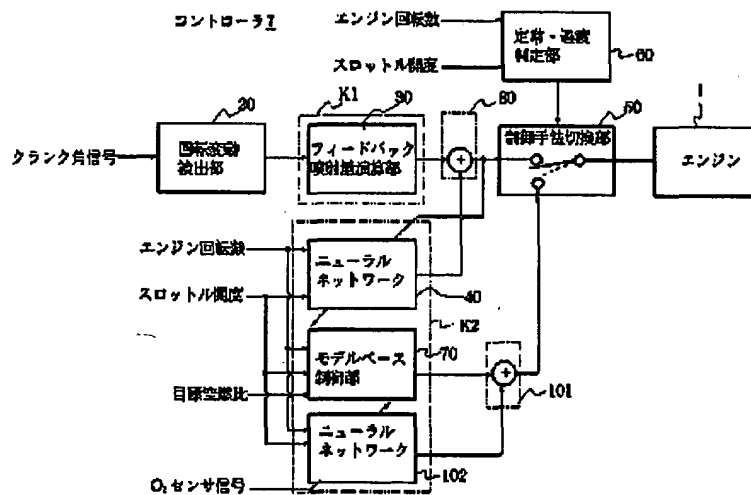 コントローラ I
エンジン回転数
スロットル開度
定常・過度
判定部
60
K1
20
30
80
50
1
クランク角信号
回転変動
検出部
フィードバック
噴射量演算部
制御手法切換部
エンジン
エンジン回転数
スロットル開度
ニューラル
ネットワーク
40
K2
モデルベース
制御部
70
目標空燃比
101
ニューラル
ネットワーク
102
O₂センサ信号